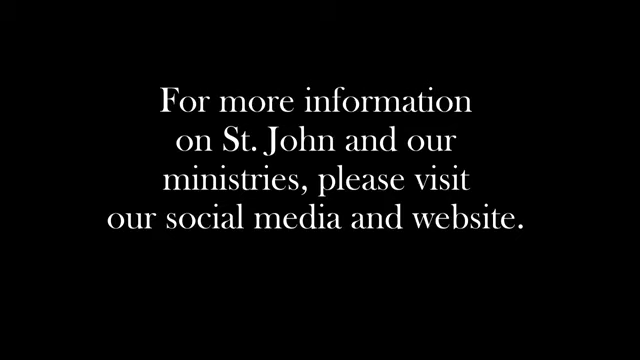 For more information
on St. John and our
ministries, please visit
our social media and website.